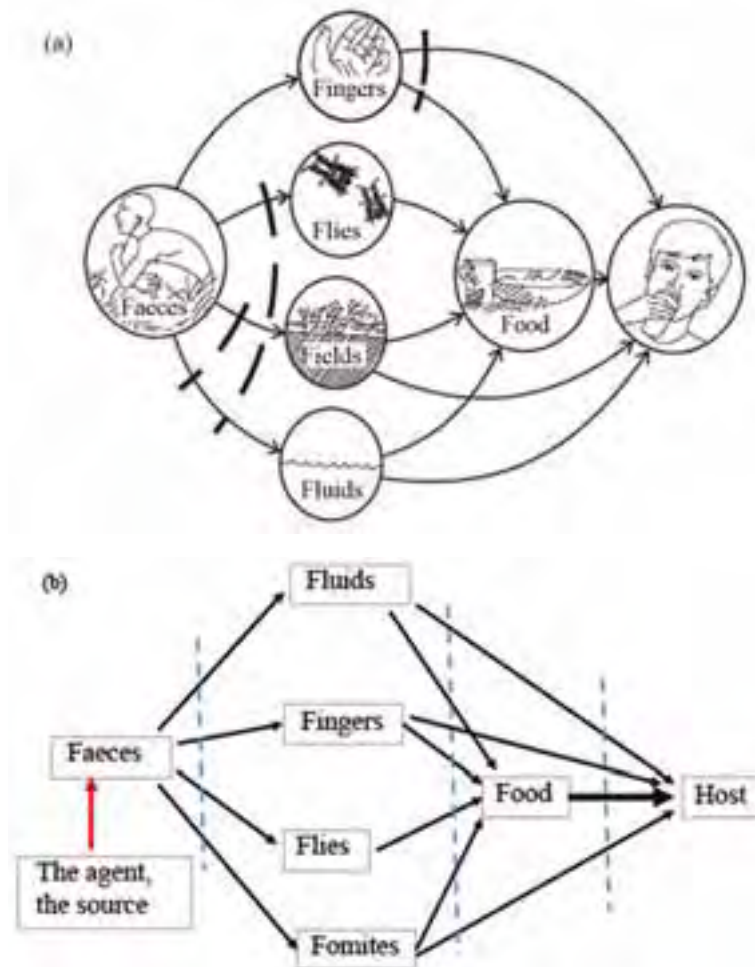 (a)
Fingers
Flies
Faeces
Food
Fields
Fluids
(b)
Fluids
Fingers
Faeces
Food
Host
Flies
The agent,
the source
Fomites